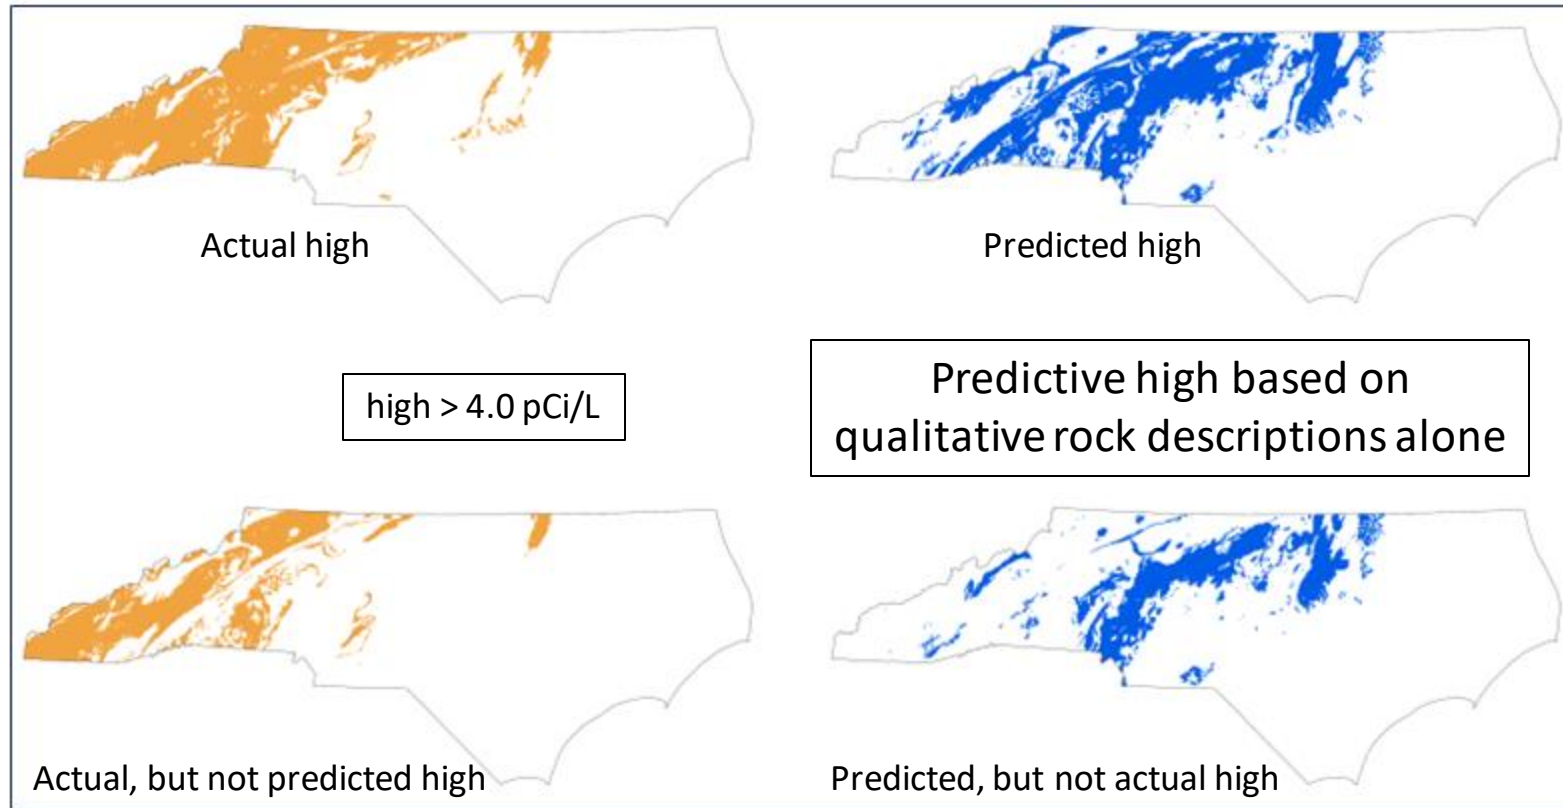 Actual high
Predicted high
high > 4.0 pCi/L
Predictive high based on
qualitative rock descriptions alone
Actual, but not predicted high
Predicted, but not actual high